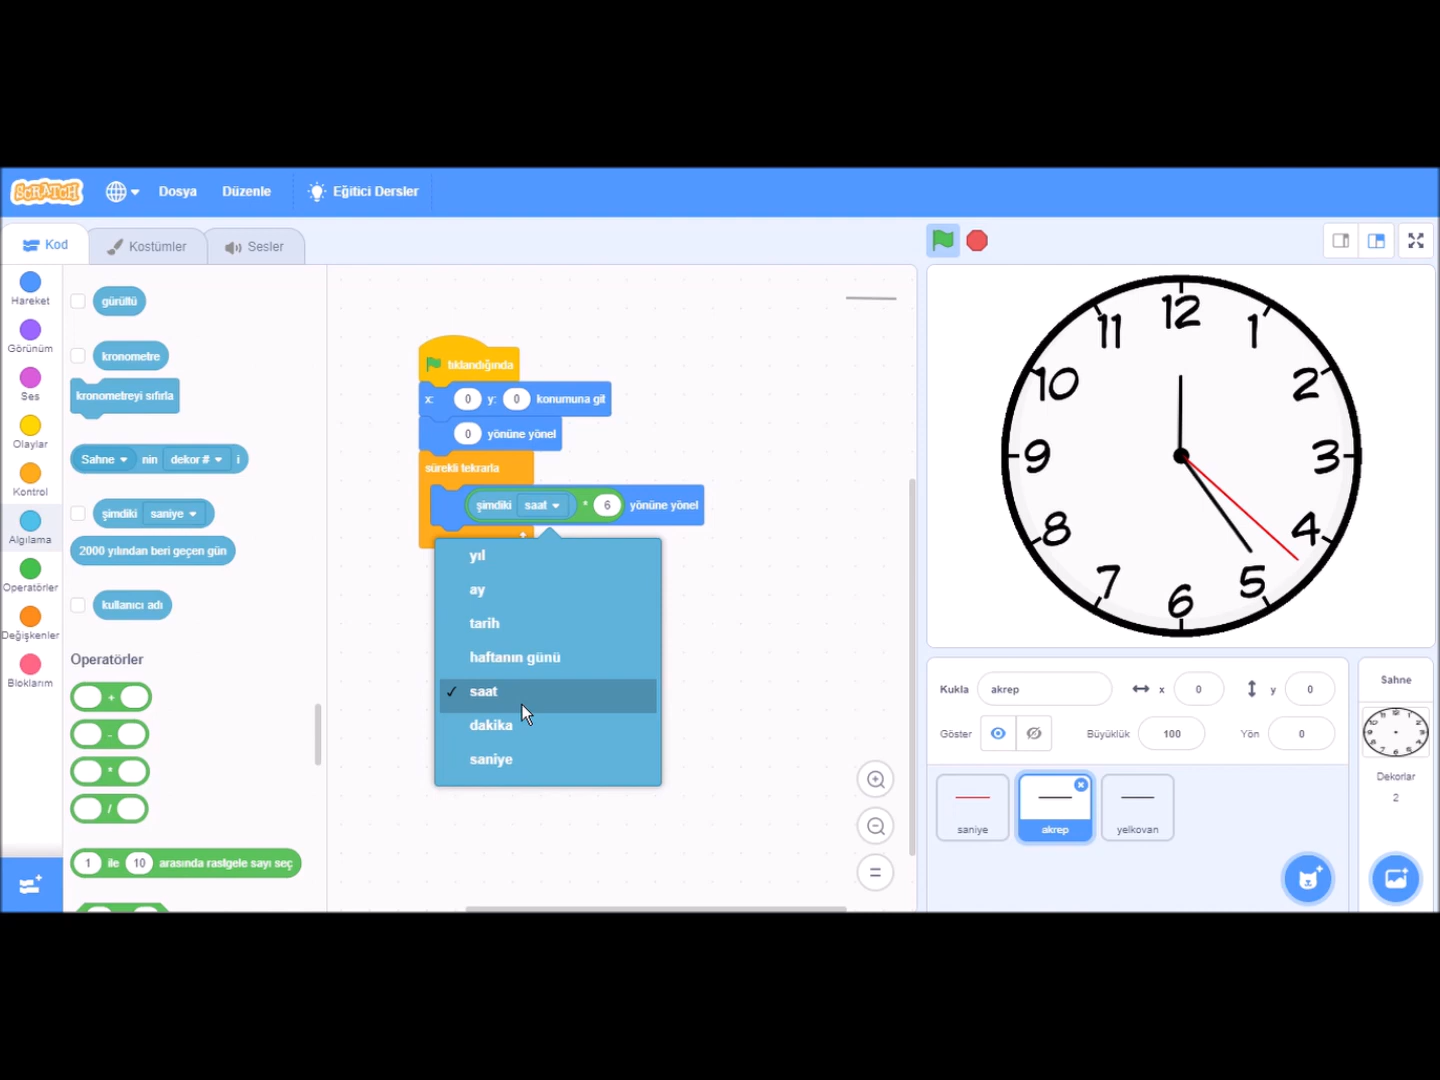 SCRATCH
Dosya
Düzenle
Eğitici Dersler
Kod
Kostümler
Sesler
Hareket
Görünüm
Ses
Olaylar
Kontrol
Algılama
Operatörler
Değişkenler
Bloklarım
gürültü
kronometre
kronometreyi sıfırla
Sahne nin dekor # i
şimdiki saniye
2000 yılından beri geçen gün
kullanıcı adı
Operatörler
+
-
*
/
1 ile 10 arasında rastgele sayı seç
tıklandığında
x: 0 y: 0 konumuna git
0 yönüne yönel
sürekli tekrarla
şimdiki saat * 6 yönüne yönel
yıl
ay
tarih
haftanın günü
✓ saat
dakika
saniye
12
11 1
10 2
9 3
8 4
7 5
6
Kukla akrep x 0 y 0
Göster Büyüklük 100 Yön 0
saniye
akrep
yelkovan
Sahne
Dekorlar
2